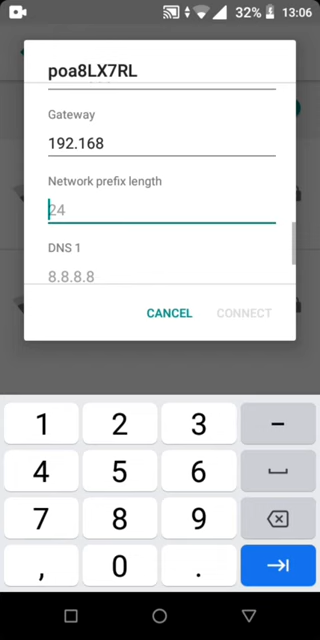 32% 13:06
poa8LX7RL
Gateway
192.168
Network prefix length
24
DNS 1
8.8.8.8
CANCEL CONNECT
1 2 3 –
4 5 6
7 8 9
, 0 .